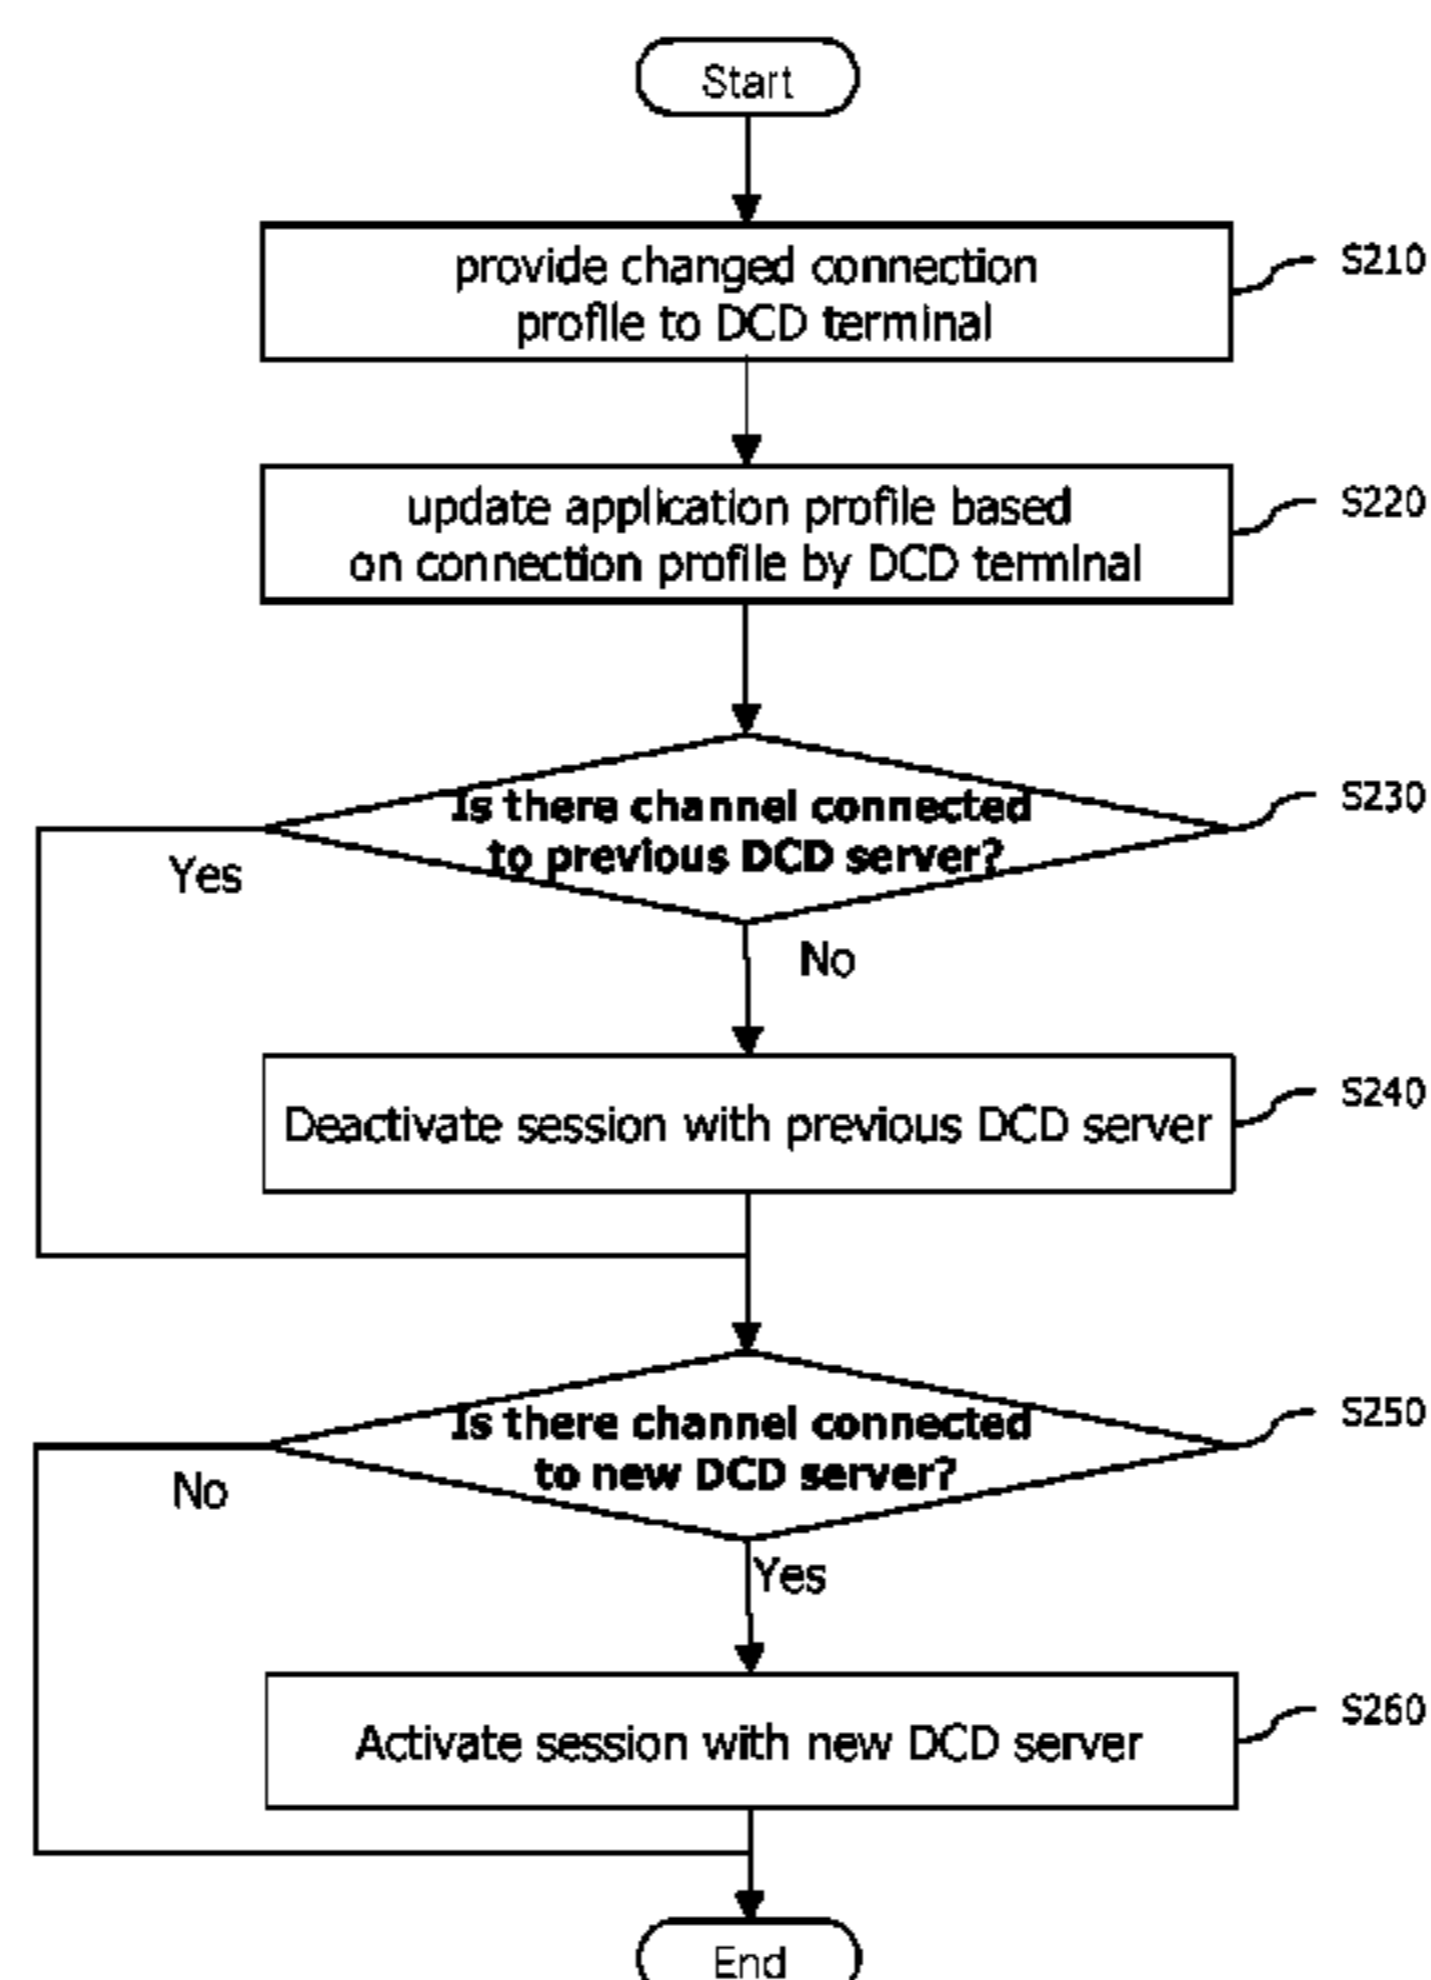 Start
provide changed connection
profile to DCD terminal
S210
update application profile based
on connection profile by DCD terminal
S220
Is there channel connected
to previous DCD server?
S230
Yes
No
Deactivate session with previous DCD server
S240
Is there channel connected
to new DCD server?
S250
No
Yes
Activate session with new DCD server
S260
End